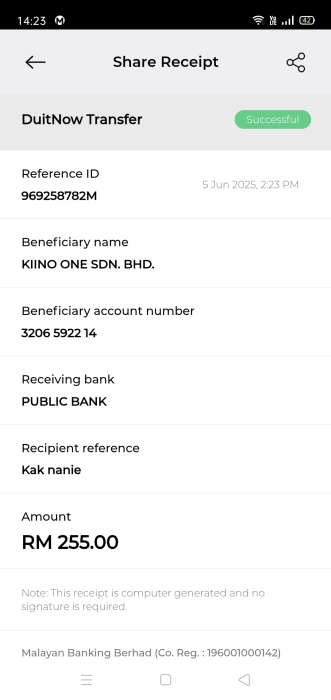 14:23
42
Share Receipt
DuitNow Transfer
Successful
Reference ID
5 Jun 2025, 2:23 PM
969258782M
Beneficiary name
KIINO ONE SDN. BHD.
Beneficiary account number
3206 5922 14
Receiving bank
PUBLIC BANK
Recipient reference
Kak nanie
Amount
RM 255.00
Note: This receipt is computer generated and no
signature is required.
Malayan Banking Berhad (Co. Reg. : 196001000142)